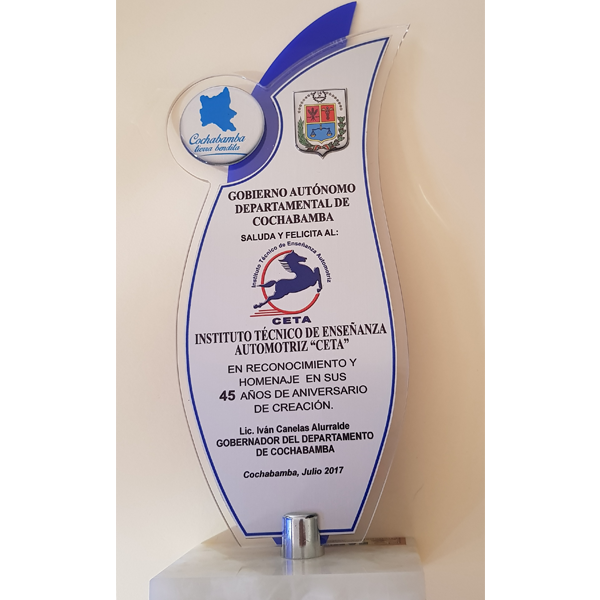 Cochabamba
tierra bendita
GOBIERNO AUTÓNOMO
DEPARTAMENTAL DE
COCHABAMBA
SALUDA Y FELICITA AL:
Instituto Técnico de Enseñanza Automotriz
CETA
INSTITUTO TÉCNICO DE ENSEÑANZA
AUTOMOTRIZ “CETA”
EN RECONOCIMIENTO Y
HOMENAJE EN SUS
45 AÑOS DE ANIVERSARIO
DE CREACIÓN.
Lic. Iván Canelas Alurralde
GOBERNADOR DEL DEPARTAMENTO
DE COCHABAMBA
Cochabamba, Julio 2017